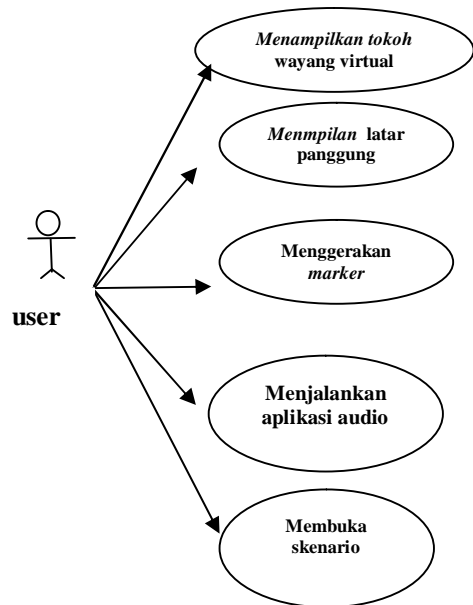 Menampilkan tokoh
wayang virtual
Menmpilan latar
panggung
Menggerakan
marker
user
Menjalankan
aplikasi audio
Membuka
skenario